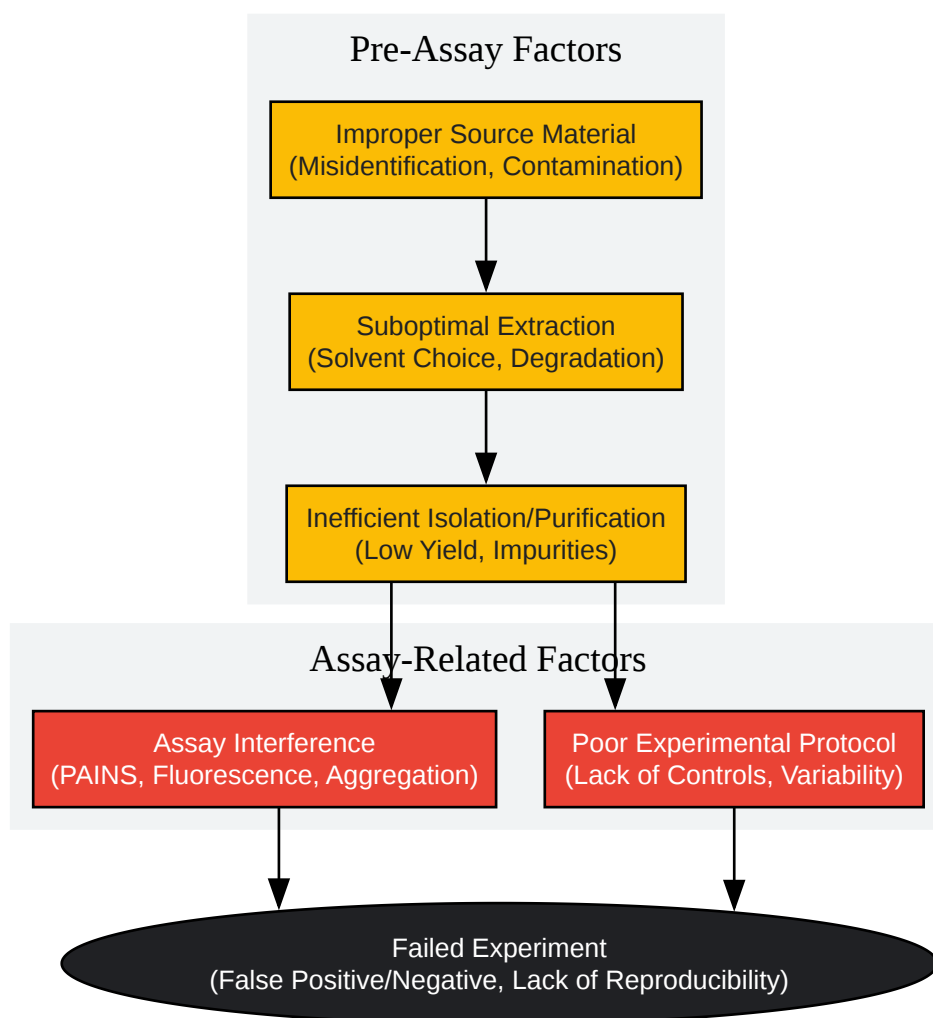 Pre-Assay Factors
Improper Source Material
(Misidentification, Contamination)
Suboptimal Extraction
(Solvent Choice, Degradation)
Inefficient Isolation/Purification
(Low Yield, Impurities)
Assay-Related Factors
Assay Interference
(PAINS, Fluorescence, Aggregation)
Poor Experimental Protocol
(Lack of Controls, Variability)
Failed Experiment
(False Positive/Negative, Lack of Reproducibility)